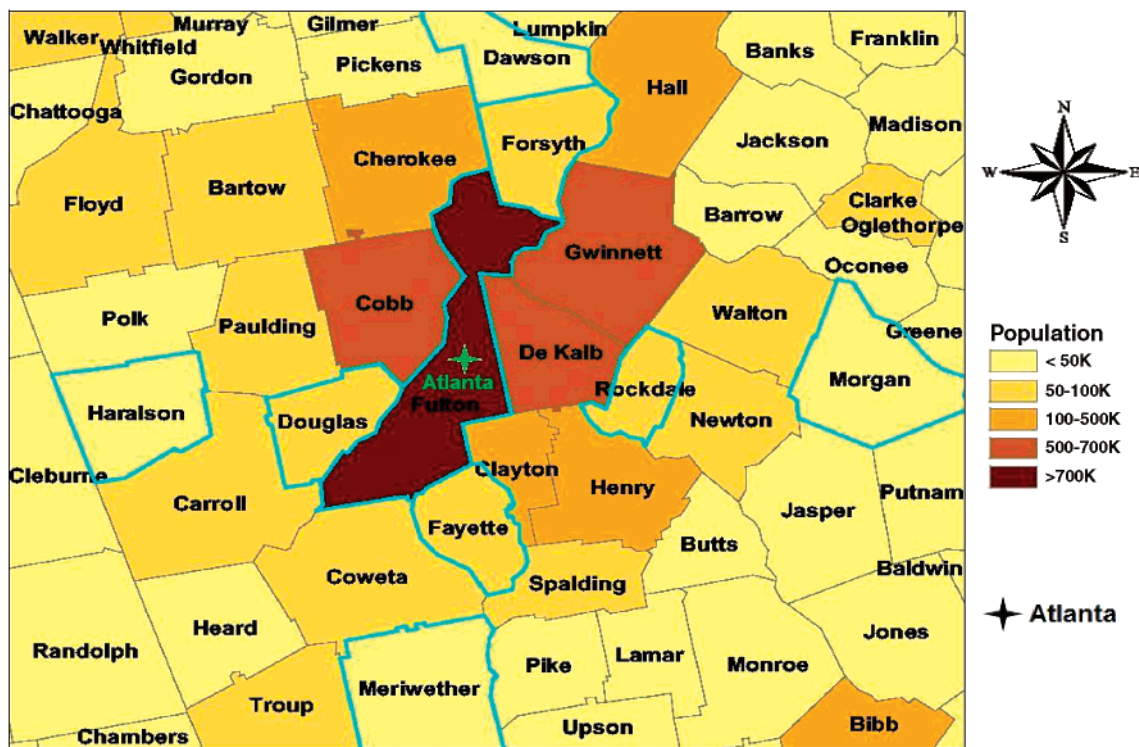 Murray
Gilmer
Lumpkin
Walker
Whitfield
Gordon
Pickens
Dawson
Banks
Franklin
Chattooga
Hall
Madison
Cherokee
Forsyth
Jackson
Floyd
Bartow
Clarke
Barrow
Oglethorpe
Gwinnett
Oconee
Cobb
Polk
Paulding
Walton
Greene
De Kalb
Atlanta
Fulton
Rockdale
Morgan
Haralson
Douglas
Newton
Cleburne
Carroll
Clayton
Henry
Fayette
Putnam
Jasper
Butts
Coweta
Spalding
Baldwin
Randolph
Heard
Pike
Lamar
Monroe
Jones
Meriwether
Troup
Upson
Bibb
Chambers
N
W
E
S
Population
< 50K
50-100K
100-500K
500-700K
>700K
Atlanta